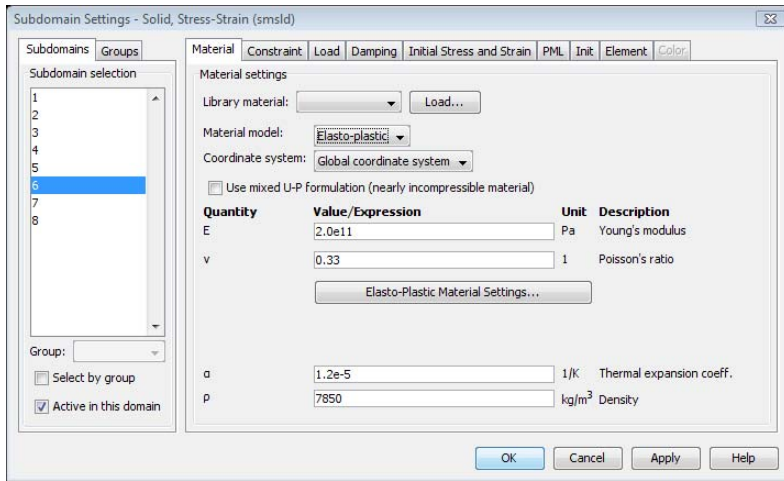 Subdomain Settings - Solid, Stress-Strain (smsld)
Subdomains Groups
Subdomain selection
1
2
3
4
5
6
7
8
Group:
Select by group
Active in this domain
Material Constraint Load Damping Initial Stress and Strain PML Init Element Color
Material settings
Library material: Load...
Material model: Elasto-plastic
Coordinate system: Global coordinate system
Use mixed U-P formulation (nearly incompressible material)
Quantity Value/Expression Unit Description
E 2.0e11 Pa Young's modulus
ν 0.33 1 Poisson's ratio
Elasto-Plastic Material Settings...
α 1.2e-5 1/K Thermal expansion coeff.
ρ 7850 kg/m³ Density
OK Cancel Apply Help